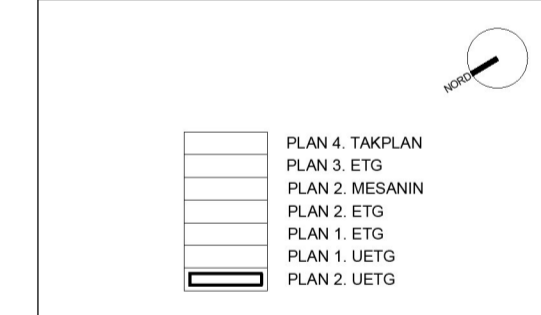 NORD
PLAN 4. TAKPLAN
PLAN 3. ETG
PLAN 2. MESANIN
PLAN 2. ETG
PLAN 1. ETG
PLAN 1. UETG
PLAN 2. UETG